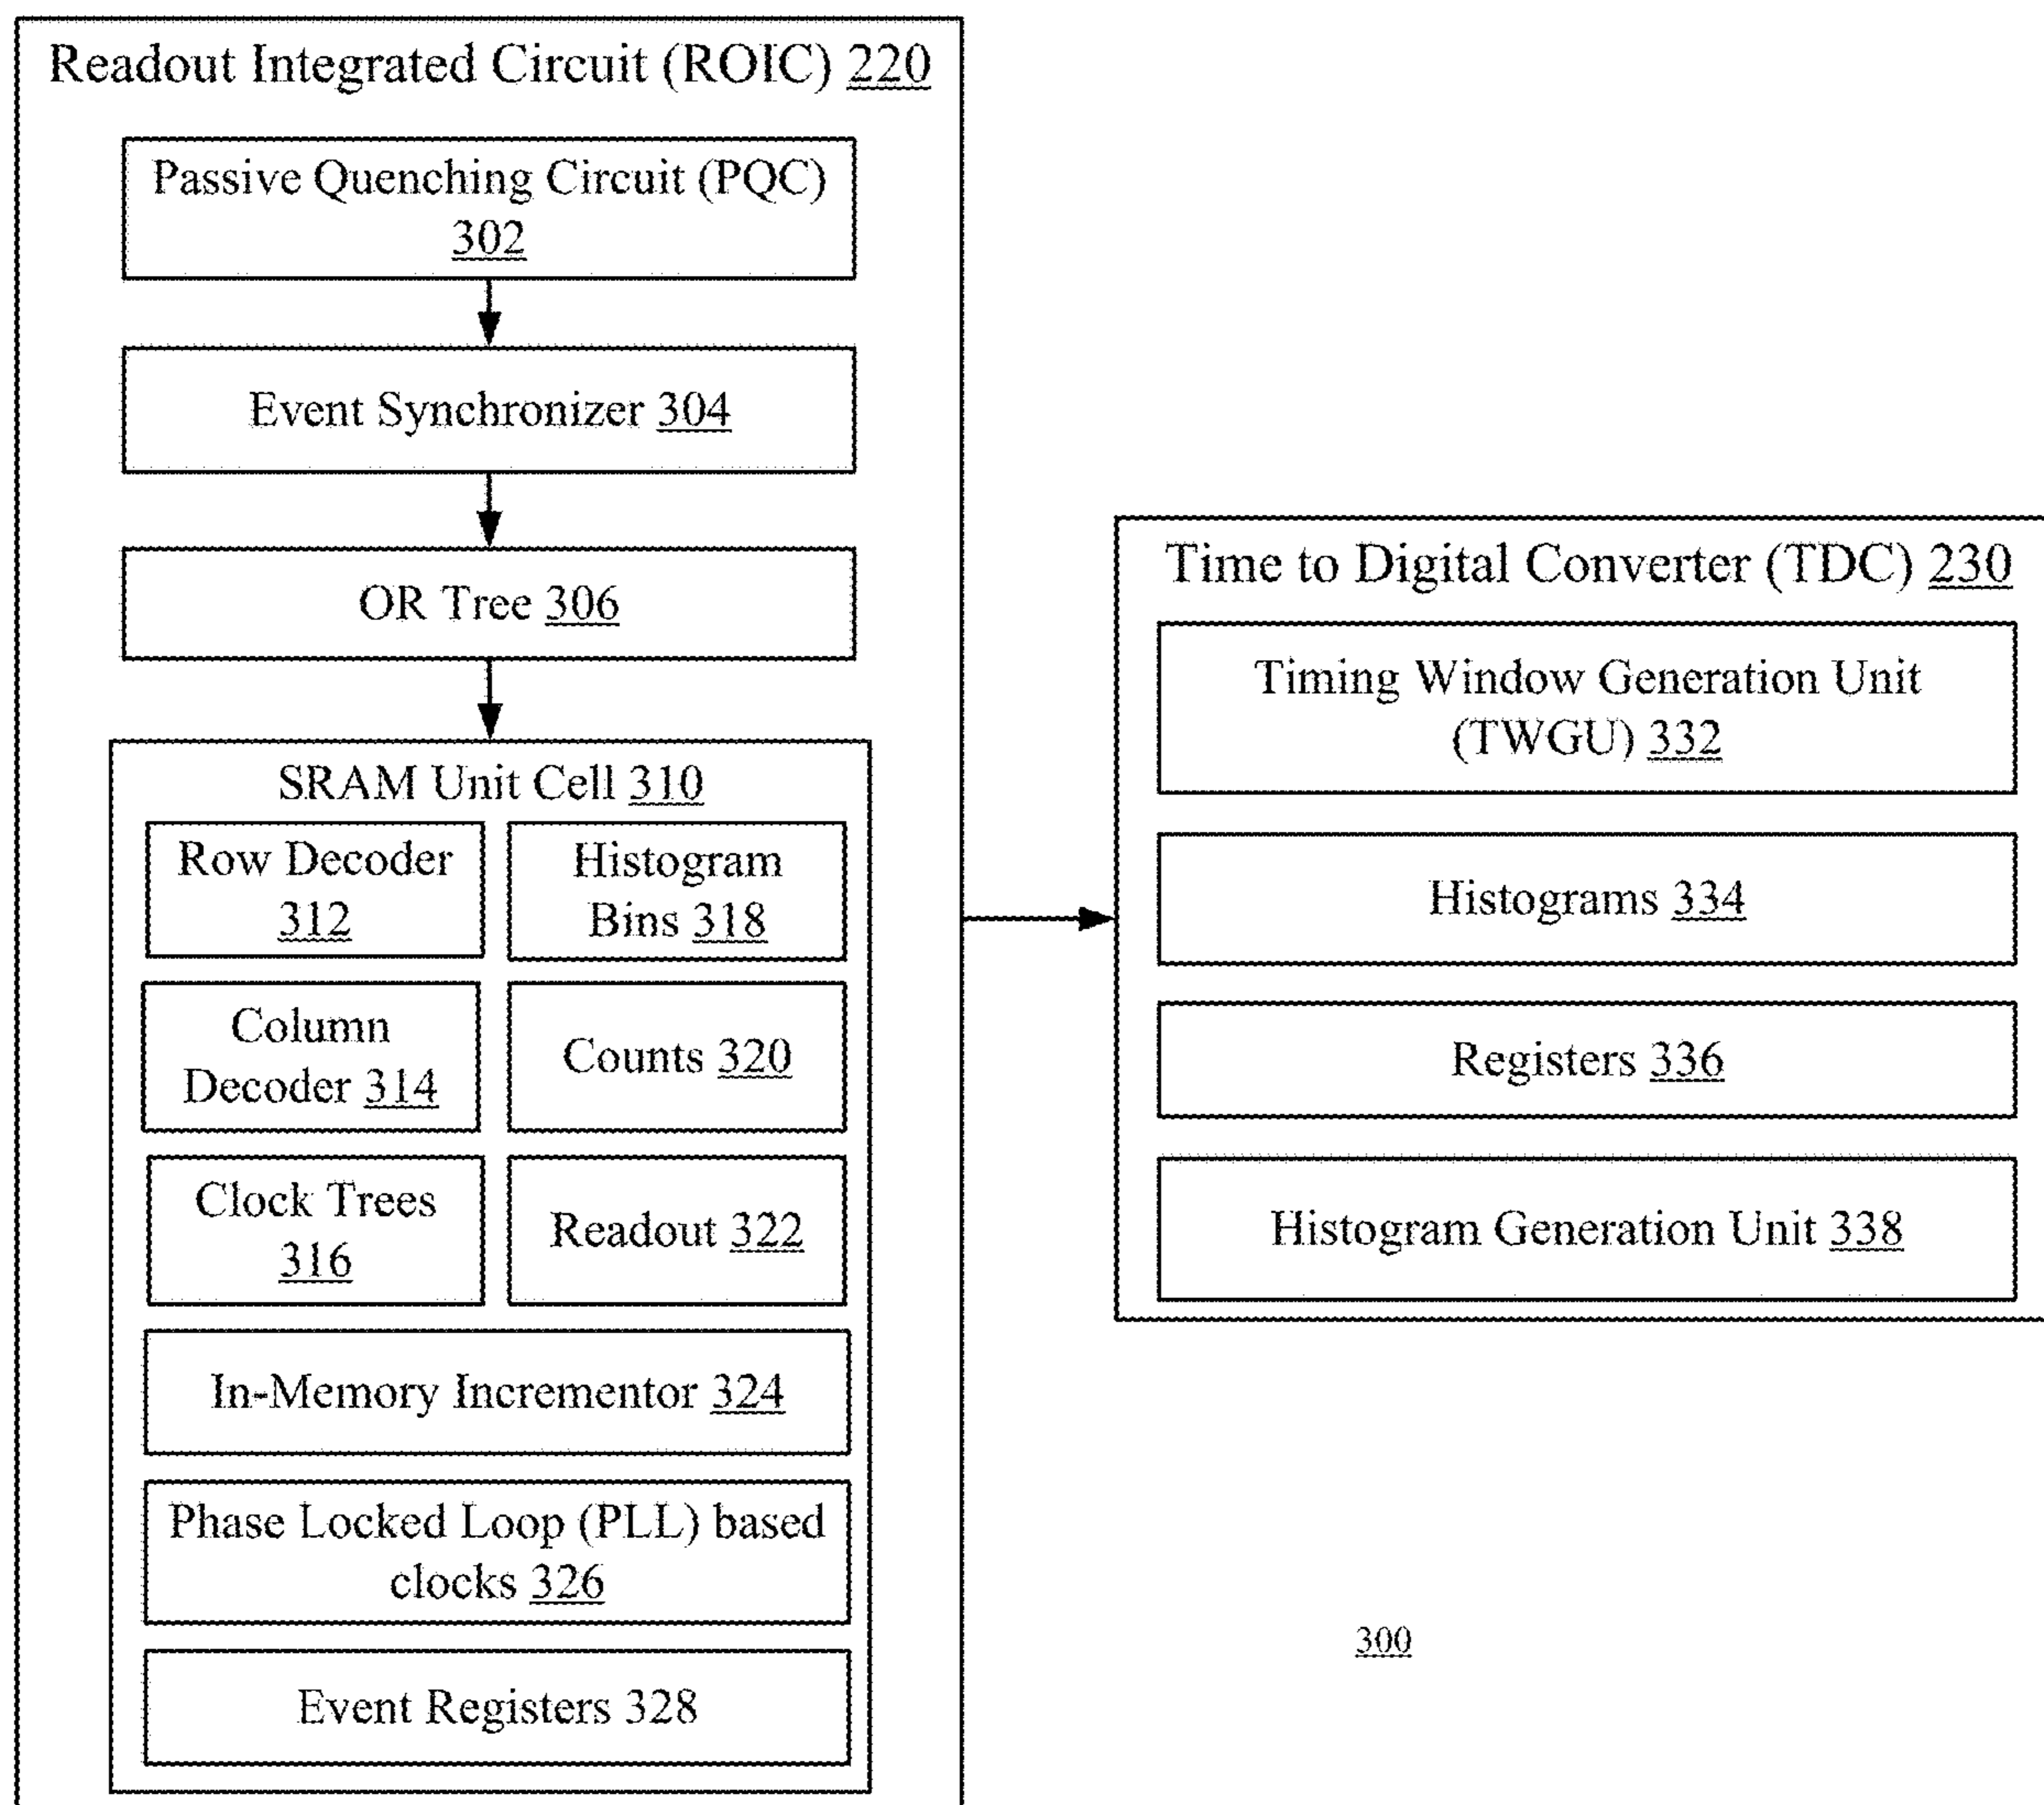 Readout Integrated Circuit (ROIC) 220
Passive Quenching Circuit (PQC)
302
Event Synchronizer 304
OR Tree 306
SRAM Unit Cell 310
Row Decoder
312
Histogram
Bins 318
Column
Decoder 314
Counts 320
Clock Trees
316
Readout 322
In-Memory Incrementor 324
Phase Locked Loop (PLL) based
clocks 326
Event Registers 328
Time to Digital Converter (TDC) 230
Timing Window Generation Unit
(TWGU) 332
Histograms 334
Registers 336
Histogram Generation Unit 338
300